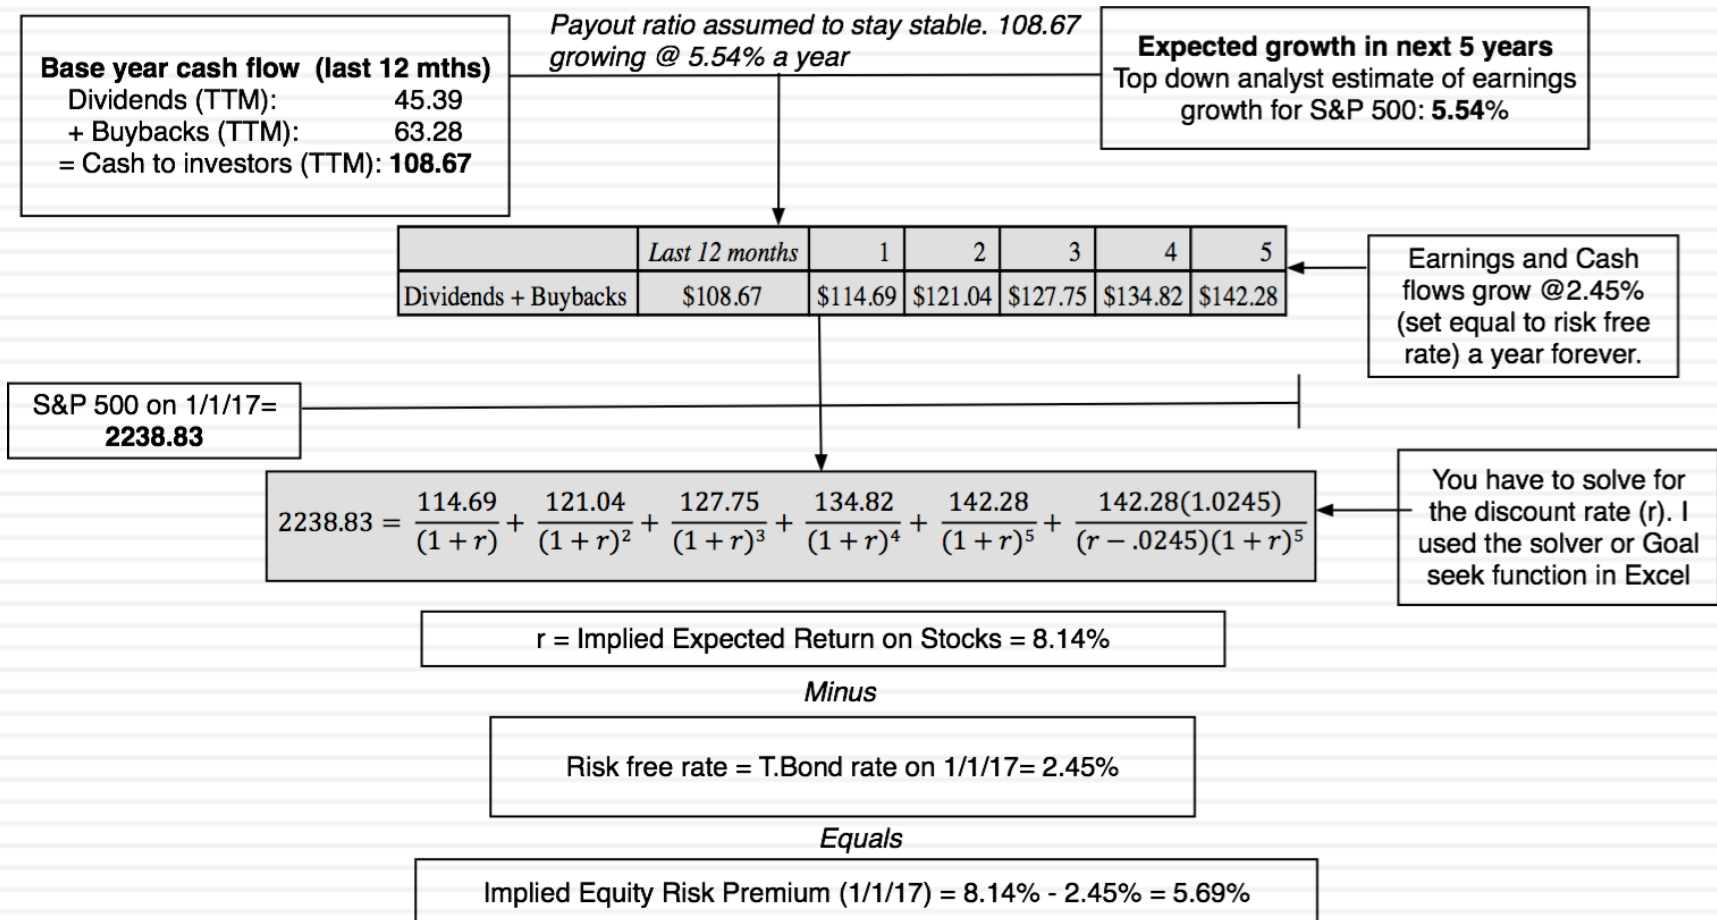 Payout ratio assumed to stay stable. 108.67
growing @ 5.54% a year
Base year cash flow (last 12 mths)
Dividends (TTM): 45.39
+ Buybacks (TTM): 63.28
= Cash to investors (TTM): 108.67
Expected growth in next 5 years
Top down analyst estimate of earnings
growth for S&P 500: 5.54%
Last 12 months 1 2 3 4 5
Dividends + Buybacks $108.67 $114.69 $121.04 $127.75 $134.82 $142.28
Earnings and Cash
flows grow @2.45%
(set equal to risk free
rate) a year forever.
S&P 500 on 1/1/17=
2238.83
2238.83 = 114.69/(1 + r) + 121.04/(1 + r)² + 127.75/(1 + r)³ + 134.82/(1 + r)⁴ + 142.28/(1 + r)⁵ + 142.28(1.0245)/(r − .0245)(1 + r)⁵
You have to solve for
the discount rate (r). I
used the solver or Goal
seek function in Excel
r = Implied Expected Return on Stocks = 8.14%
Minus
Risk free rate = T.Bond rate on 1/1/17= 2.45%
Equals
Implied Equity Risk Premium (1/1/17) = 8.14% - 2.45% = 5.69%